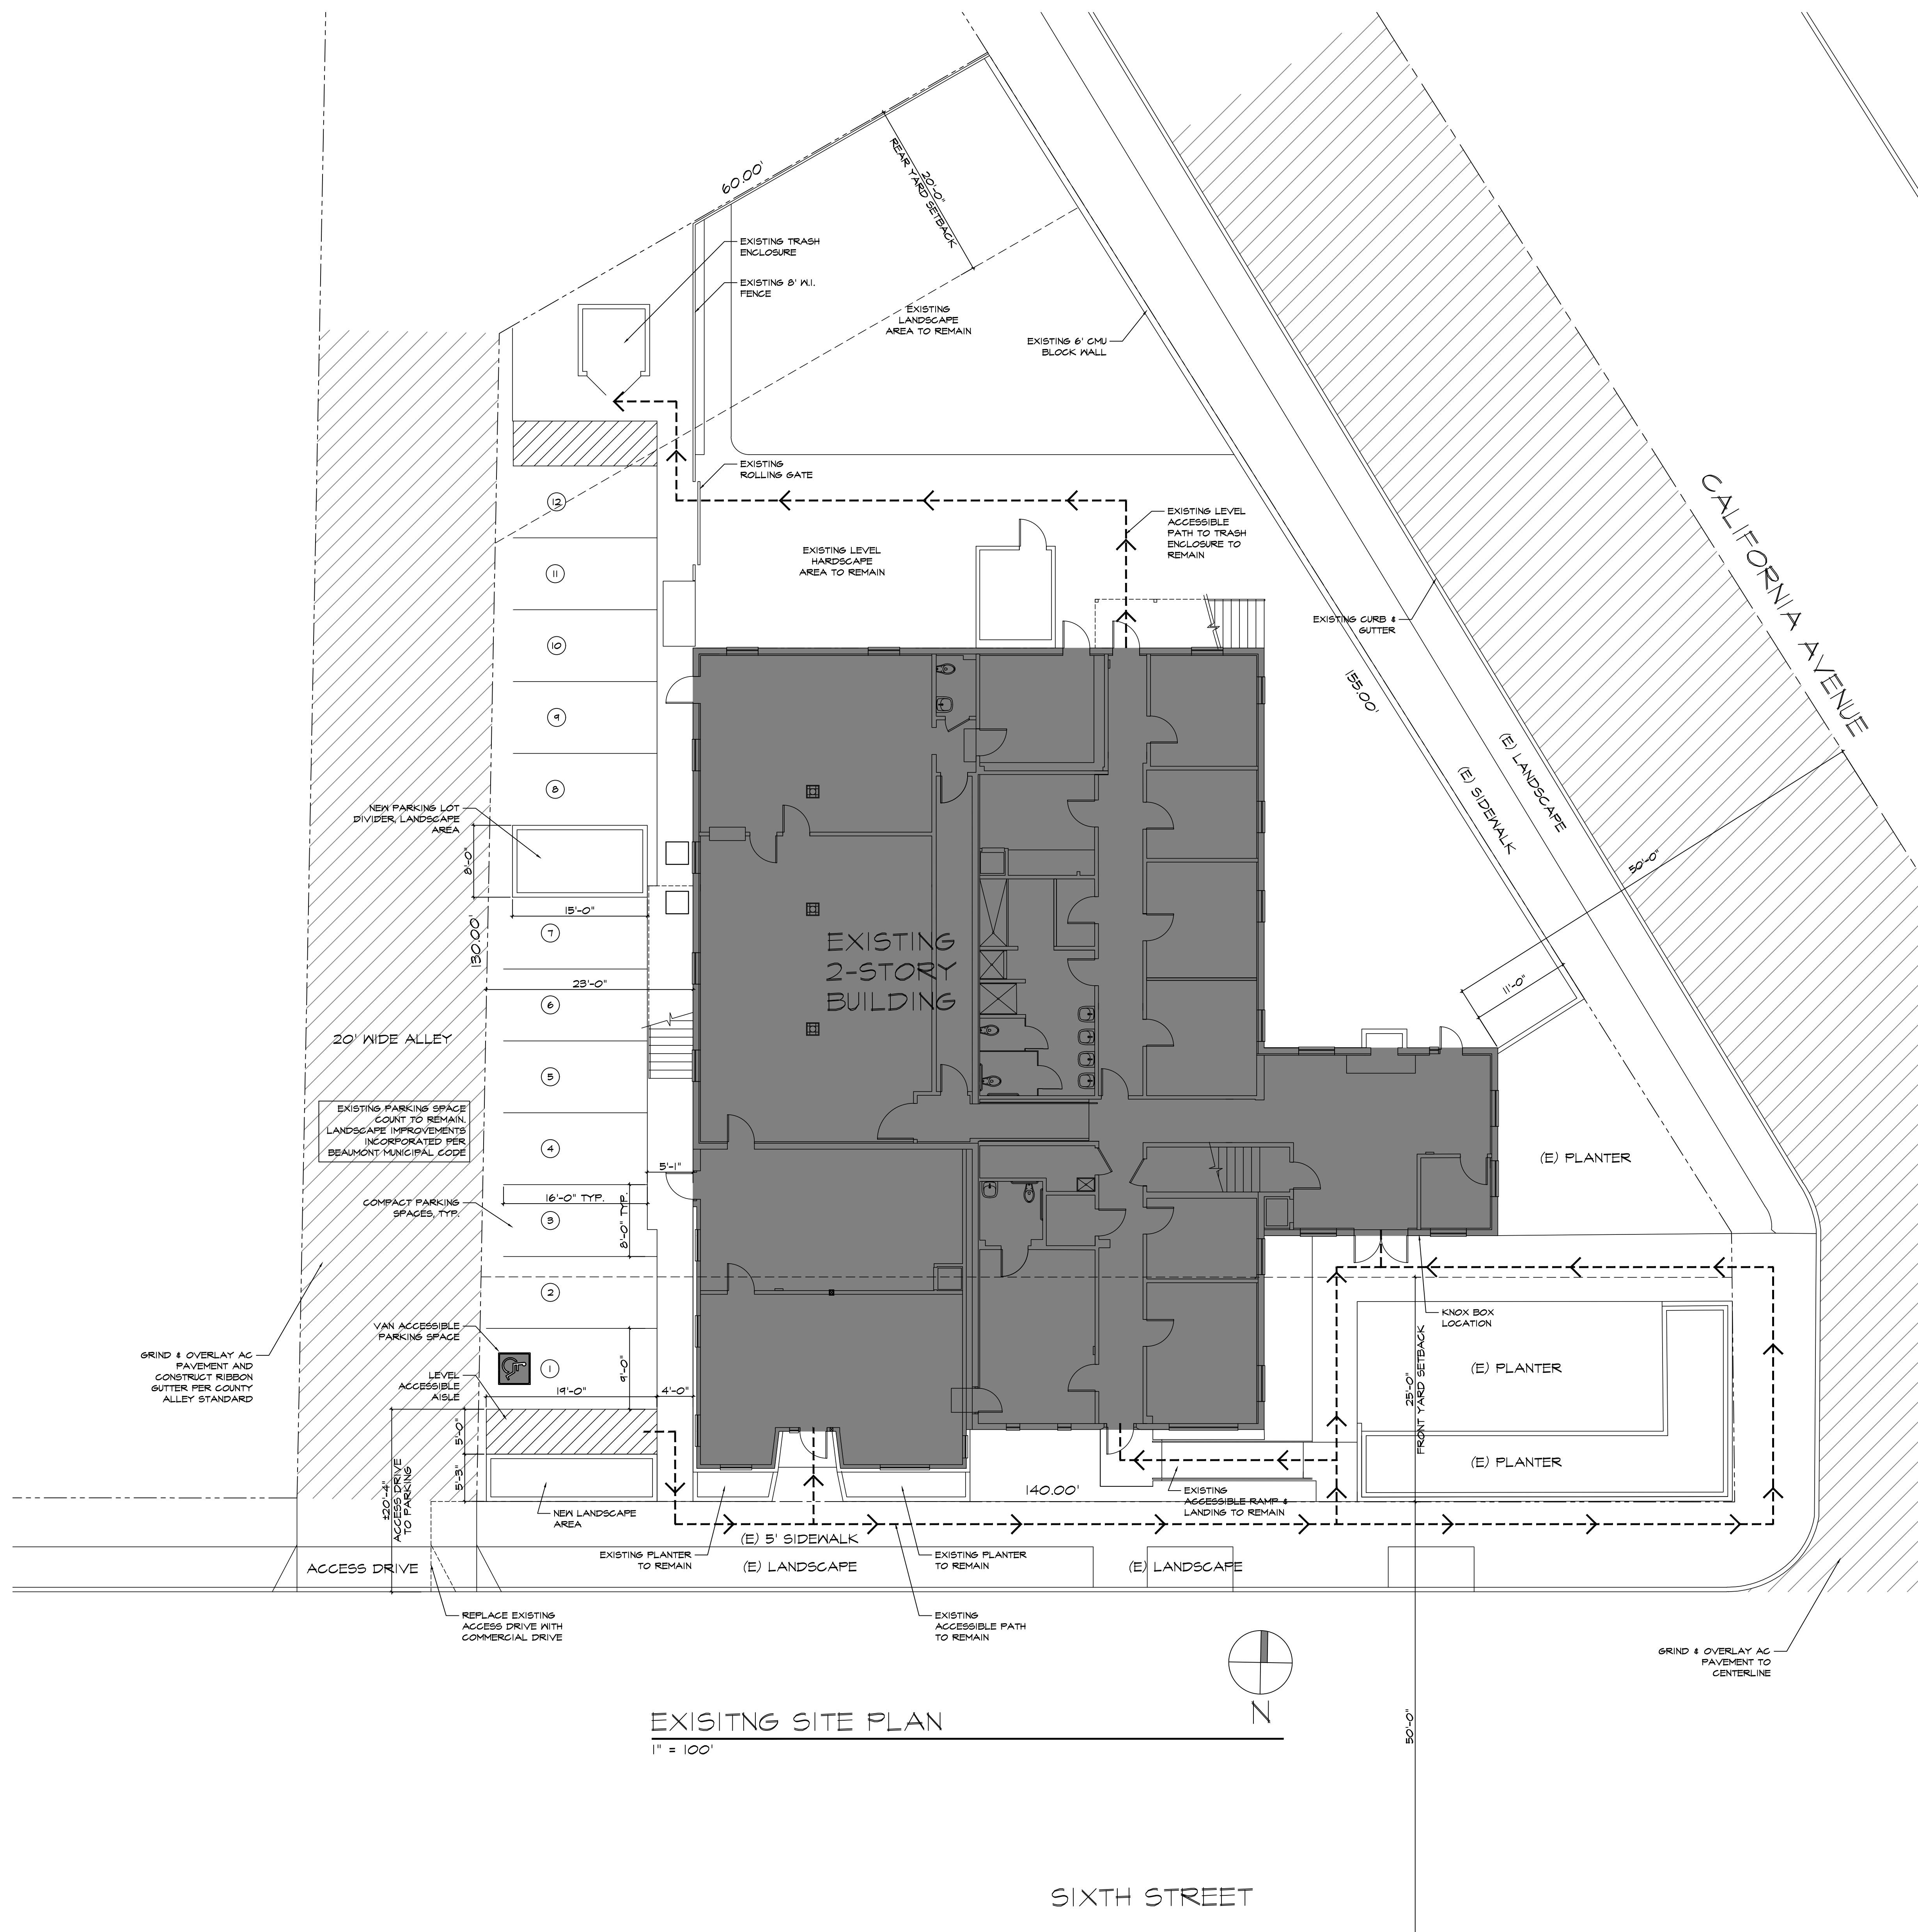 60.00'
20'-0"
REAR YARD SETBACK
EXISTING TRASH
ENCLOSURE
EXISTING 8' W.I.
FENCE
EXISTING
LANDSCAPE
AREA TO REMAIN
EXISTING 6' CMU
BLOCK WALL
EXISTING
ROLLING GATE
CALIFORNIA AVENUE
12
EXISTING LEVEL
ACCESSIBLE
PATH TO TRASH
ENCLOSURE TO
REMAIN
EXISTING LEVEL
HARDSCAPE
AREA TO REMAIN
11
EXISTING CURB &
GUTTER
10
155.00'
9
(E) LANDSCAPE
(E) SIDEWALK
8
NEW PARKING LOT
DIVIDER, LANDSCAPE
AREA
8'-0"
50'-0"
15'-0"
7
130.00'
EXISTING
2-STORY
BUILDING
23'-0"
11'-0"
6
20' WIDE ALLEY
5
EXISTING PARKING SPACE
COUNT TO REMAIN.
LANDSCAPE IMPROVEMENTS
INCORPORATED PER
BEAUMONT MUNICIPAL CODE
4
(E) PLANTER
5'-1"
16'-0" TYP.
COMPACT PARKING
SPACES, TYP.
3
8'-0" TYP.
2
KNOX BOX
LOCATION
VAN ACCESSIBLE
PARKING SPACE
1
9'-0"
GRIND & OVERLAY AC
PAVEMENT AND
CONSTRUCT RIBBON
GUTTER PER COUNTY
ALLEY STANDARD
LEVEL
ACCESSIBLE
AISLE
19'-0"
4'-0"
25'-0"
FRONT YARD SETBACK
(E) PLANTER
5'-0"
5'-3"
(E) PLANTER
±20'-4"
ACCESS DRIVE
TO PARKING
140.00'
EXISTING
ACCESSIBLE RAMP &
LANDING TO REMAIN
NEW LANDSCAPE
AREA
(E) 5' SIDEWALK
EXISTING PLANTER
TO REMAIN
EXISTING PLANTER
TO REMAIN
ACCESS DRIVE
(E) LANDSCAPE
(E) LANDSCAPE
REPLACE EXISTING
ACCESS DRIVE WITH
COMMERCIAL DRIVE
EXISTING
ACCESSIBLE PATH
TO REMAIN
GRIND & OVERLAY AC
PAVEMENT TO
CENTERLINE
N
EXISITNG SITE PLAN
1" = 100'
50'-0"
SIXTH STREET